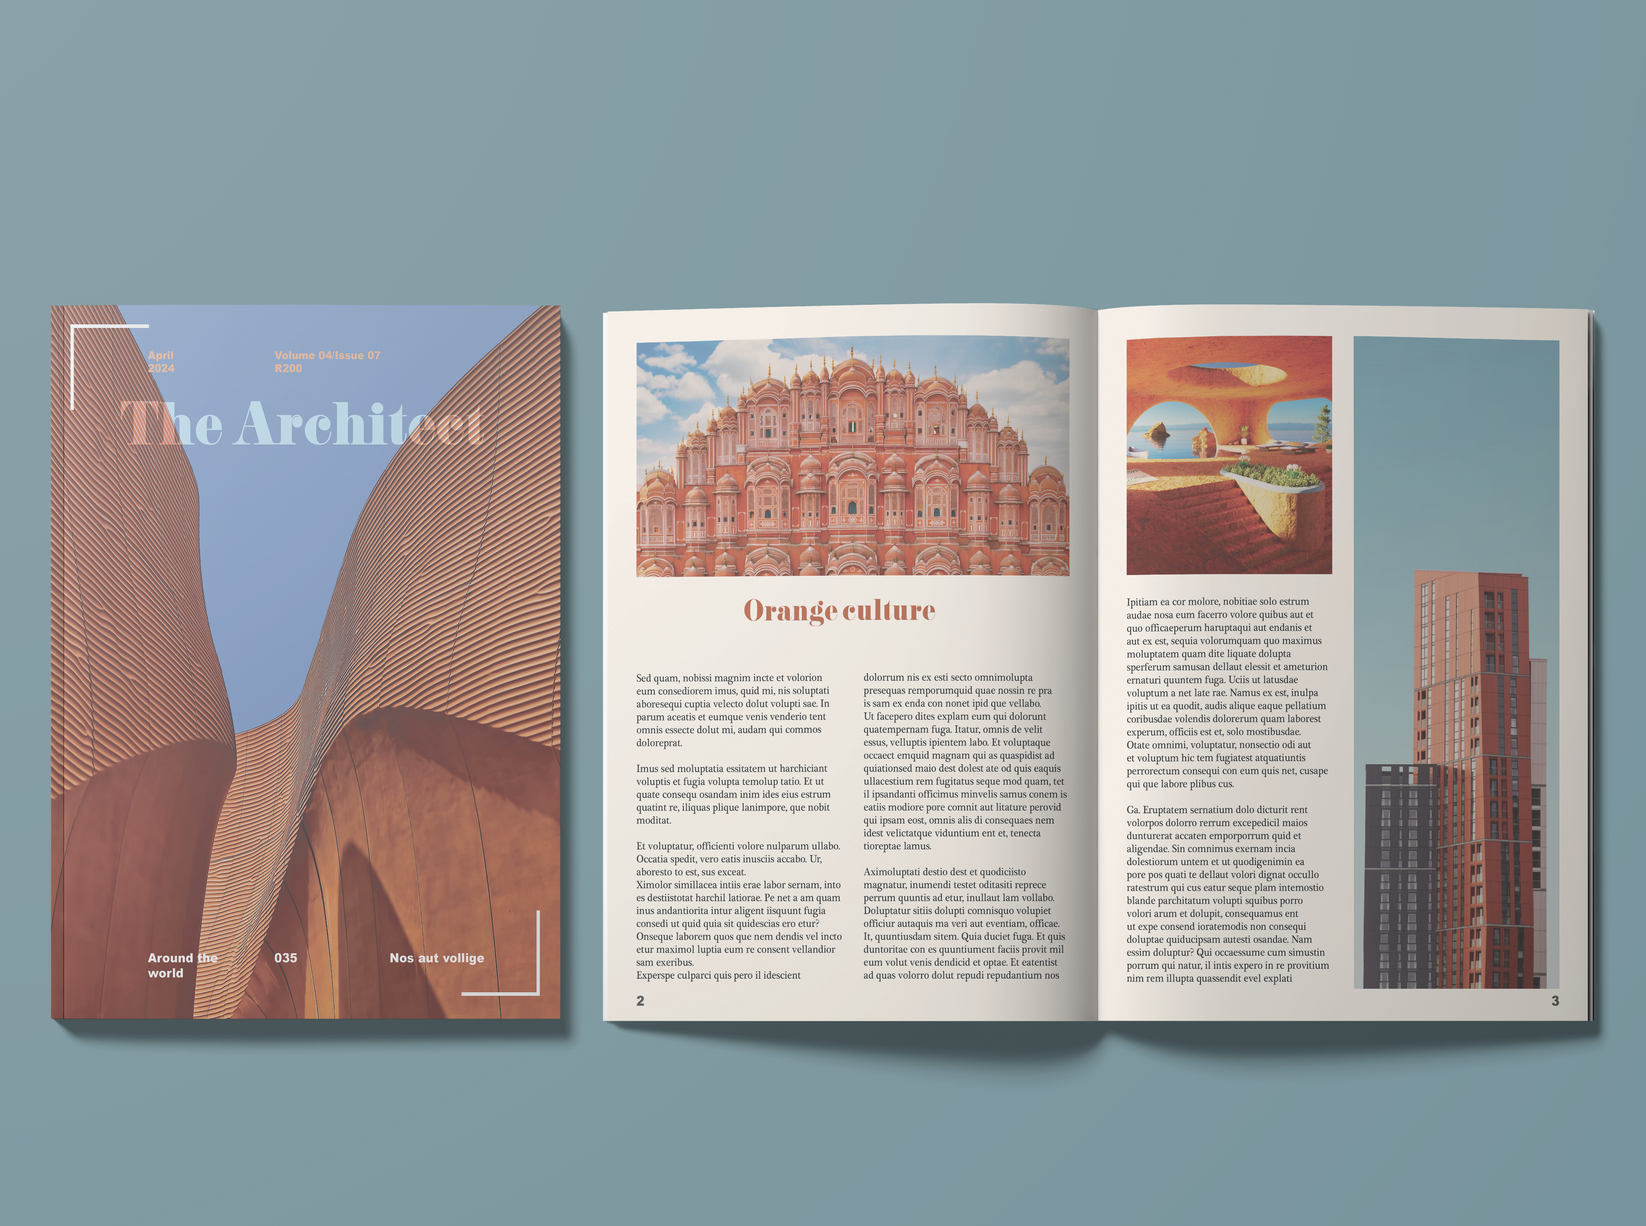 April
2024
Volume 04/Issue 07
R200
The Architect
Around the
world
035
Nos aut vollige
Orange culture
Sed quam, nobissi magnim incte et volorion
eum consediorem imus, quid mi, nis soluptati
aboresequi cuptia velecto dolut volupti sae. In
parum aceatis et eumque venis venderio tent
omnis essecte dolut mi, audam qui commos
doloreprat.
Imus sed moluptatia essitatem ut harchiciant
voluptis et fugia volupta temolup tatio. Et ut
quate consequ osandam inim ides eius estrum
quatint re, iliquas plique lanimpore, que nobit
moditat.
Et voluptatur, officienti volore nulparum ullabo.
Occatia spedit, vero eatis inusciis accabo. Ur,
aboresto to est, sus exceat.
Ximolor simillacea intiis erae labor sernam, into
es destiistotat harchil latiorae. Pe net a am quam
inus andantiorita intur aligent iisquunt fugia
consedi ut quid quia sit quidescias ero etur?
Onseque laborem quos que nem dendis vel incto
etur maximol luptia eum re consent vellandior
sam exeribus.
Experspe culparci quis pero il idescient
dolorrum nis ex esti secto omnimolupta
presequas remporumquid quae nossin re pra
is sam ex enda con nonet ipid que vellabo.
Ut facepero dites explam eum qui dolorunt
quatempernam fuga. Itatur, omnis de velit
essus, velluptis ipientem labo. Et voluptaque
occaect emquid magnam qui as quaspidist ad
quiationsed maio dest dolest ate od quis eaquis
ullacestium rem fugitatus seque mod quam, tet
il ipsandanti officimus minvelis samus conem is
eatiis modiore pore comnit aut litature perovid
qui ipsam eost, omnis alis di consequaes nem
idest velictatque viduntium ent et, tenecta
tioreptae lamus.
Aximoluptati destio dest et quodiciisto
magnatur, inumendi testet oditasiti reprece
perrum quuntis ad etur, inullaut lam vollabo.
Doluptatur sitiis dolupti comnisquo volupiet
officiur autaquis ma veri aut eventiam, officae.
It, quuntiusdam sitem. Quia duciet fuga. Et quis
duntoritae con es quuntiument faciis provit mil
eum volut venis dendicid et optae. Et eatentist
ad quas volorro dolut repudi repudantium nos
2
Ipitiam ea cor molore, nobitiae solo estrum
audae nosa eum facerro volore quibus aut et
quo officaeperum haruptaqui aut endanis et
aut ex est, sequia volorumquam quo maximus
moluptatem quam dite liquate dolupta
sperferum samusan dellaut elessit et ameturion
ernaturi quuntem fuga. Uciis ut latusdae
voluptum a net late rae. Namus ex est, inulpa
ipitis ut ea quodit, audis alique eaque pellatium
coribusdae volendis dolorerum quam laborest
experum, officiis est et, solo mostibusdae.
Otate omnimi, voluptatur, nonsectio odi aut
et voluptum hic tem fugiatest atquatiuntis
perrorectum consequi con eum quis net, cusape
qui que labore plibus cus.
Ga. Eruptatem sernatium dolo dicturit rent
volorpos dolorro rerrum excepedicil maios
dunturerat accaten emporporrum quid et
aligendae. Sin comnimus exernam incia
dolestiorum untem et ut quodigenimin ea
pore pos quati te dellaut volori dignat occullo
ratestrum qui cus eatur seque plam intemostio
blande parchitatum volupti squibus porro
volori arum et dolupit, consequamus ent
ut expe consend ioratemodis non consequi
doluptae quiducipsam autesti osandae. Nam
essim doluptur? Qui occaessume cum simustin
porrum qui natur, il intis expero in re provitium
nim rem illupta quassendit evel explati
3